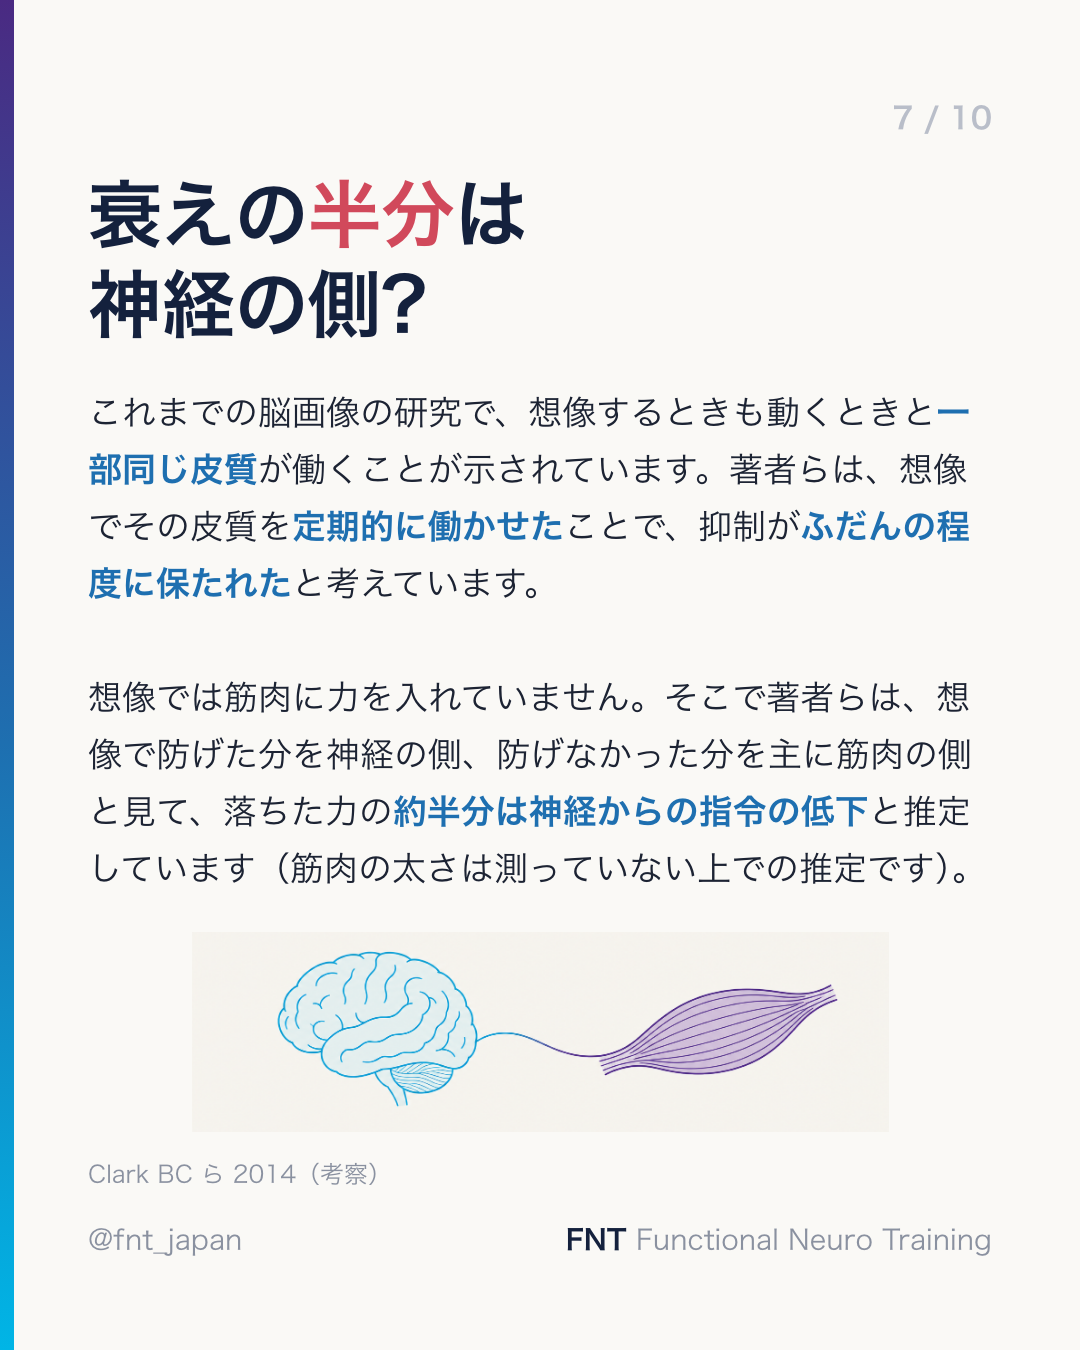 7 / 10
衰えの半分は
神経の側?
これまでの脳画像の研究で、想像するときも動くときと一
部同じ皮質が働くことが示されています。著者らは、想像
でその皮質を定期的に働かせたことで、抑制がふだんの程
度に保たれたと考えています。
想像では筋肉に力を入れていません。そこで著者らは、想
像で防げた分を神経の側、防げなかった分を主に筋肉の側
と見て、落ちた力の約半分は神経からの指令の低下と推定
しています（筋肉の太さは測っていない上での推定です）。
Clark BC ら 2014（考察）
@fnt_japan
FNT Functional Neuro Training